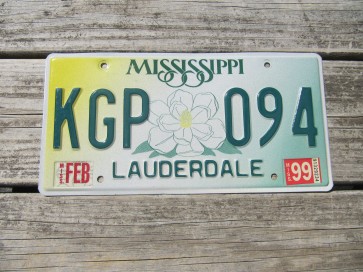 MISSISSIPPI
KGP 094
LAUDERDALE
FEB
99